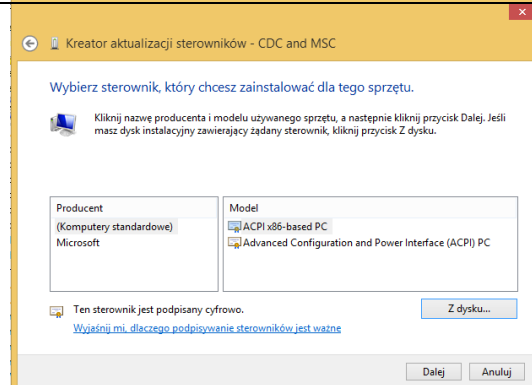 Kreator aktualizacji sterowników - CDC and MSC
Wybierz sterownik, który chcesz zainstalować dla tego sprzętu.
Kliknij nazwę producenta i modelu używanego sprzętu, a następnie kliknij przycisk Dalej. Jeśli
masz dysk instalacyjny zawierający żądany sterownik, kliknij przycisk Z dysku.
Producent
(Komputery standardowe)
Microsoft
Model
ACPI x86-based PC
Advanced Configuration and Power Interface (ACPI) PC
Ten sterownik jest podpisany cyfrowo.
Wyjaśnij mi, dlaczego podpisywanie sterowników jest ważne
Z dysku...
Dalej
Anuluj